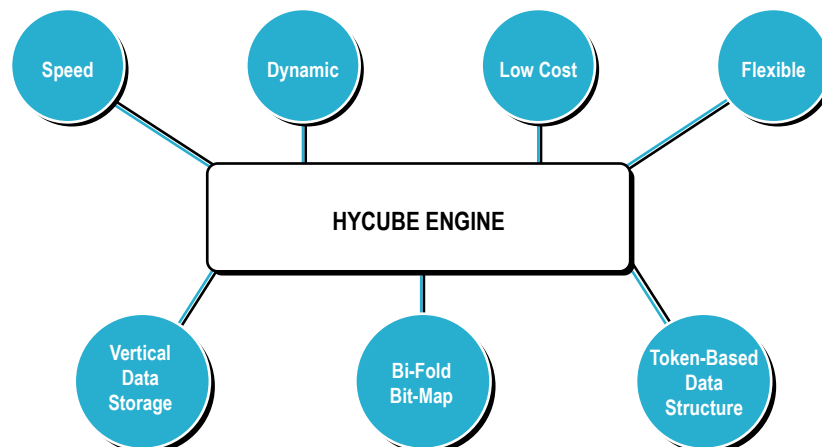 Speed
Dynamic
Low Cost
Flexible
HYCUBE ENGINE
Vertical
Data
Storage
Bi-Fold
Bit-Map
Token-Based
Data
Structure